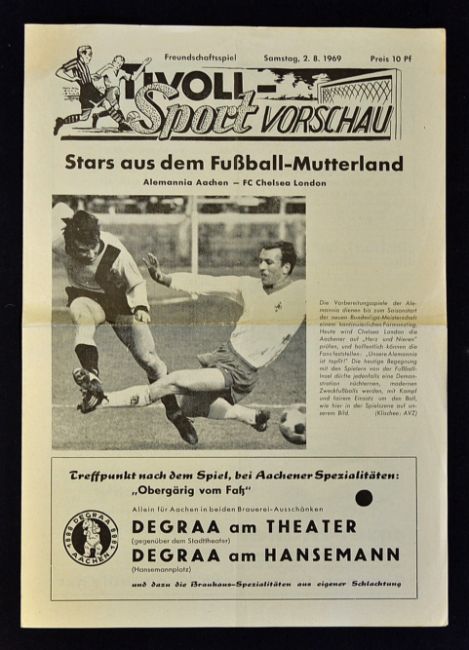 Freundschaftsspiel Samstag, 2. 8. 1969 Preis 10 Pf
TIVOLI-
Sport VORSCHAU
Stars aus dem Fußball-Mutterland
Alemannia Aachen — FC Chelsea London
Die Vorbereitungsspiele der Ale-
mannia dienen bis zum Saisonstart
der neuen Bundesliga-Meisterschaft
einem kontinuierlichen Formanstieg.
Heute wird Chelsea London die
Aachener auf „Herz und Nieren"
prüfen, und hoffentlich können die
Fans feststellen: „Unsere Alemannia
ist topfit!" Die heutige Begegnung
mit den Spielern von der Fußball-
Insel dürfte jedenfalls eine Demon-
stration nüchternen, modernen
Zweckfußballs werden, mit Kampf
und fairem Einsatz um den Ball,
wie hier in der Spielszene auf un-
serem Bild. (Klischee: AVZ)
Treffpunkt nach dem Spiel, bei Aachener Spezialitäten:
„Obergärig vom Faß"
Allein für Aachen in beiden Brauerei-Ausschänken
DEGRAA am THEATER
(gegenüber dem Stadttheater)
DEGRAA am HANSEMANN
(Hansemannplatz)
und dazu die Brauhaus-Spezialitäten aus eigener Schlachtung
DEGRAA
AACHEN